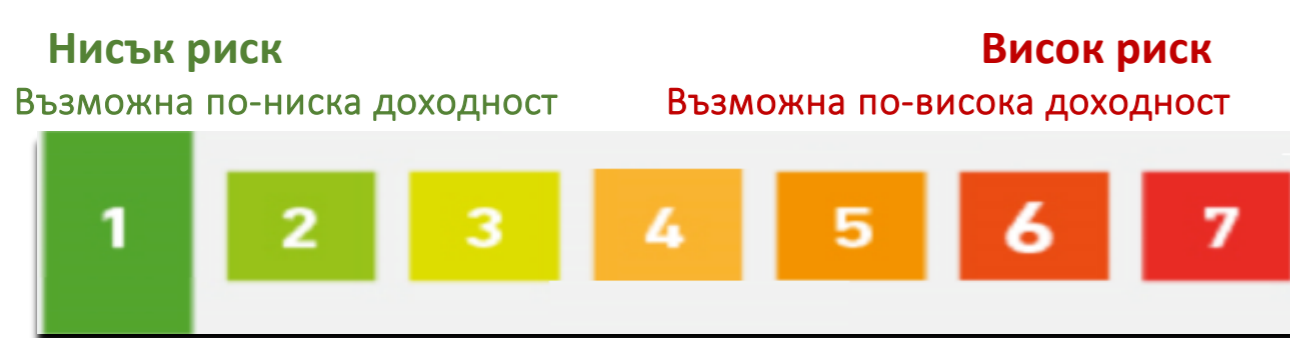 Нисък риск Висок риск
Възможна по-ниска доходност Възможна по-висока доходност
1 2 3 4 5 6 7